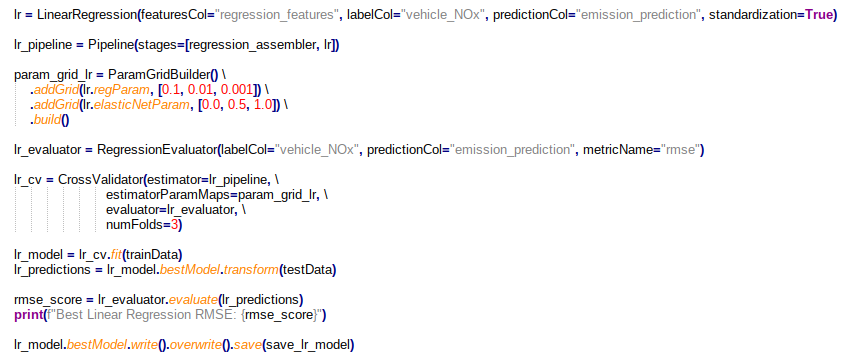 lr = LinearRegression(featuresCol="regression_features", labelCol="vehicle_NOx", predictionCol="emission_prediction", standardization=True)
lr_pipeline = Pipeline(stages=[regression_assembler, lr])
param_grid_lr = ParamGridBuilder() \
.addGrid(lr.regParam, [0.1, 0.01, 0.001]) \
.addGrid(lr.elasticNetParam, [0.0, 0.5, 1.0]) \
.build()
lr_evaluator = RegressionEvaluator(labelCol="vehicle_NOx", predictionCol="emission_prediction", metricName="rmse")
lr_cv = CrossValidator(estimator=lr_pipeline, \
estimatorParamMaps=param_grid_lr, \
evaluator=lr_evaluator, \
numFolds=3)
lr_model = lr_cv.fit(trainData)
lr_predictions = lr_model.bestModel.transform(testData)
rmse_score = lr_evaluator.evaluate(lr_predictions)
print(f"Best Linear Regression RMSE: {rmse_score}")
lr_model.bestModel.write().overwrite().save(save_lr_model)